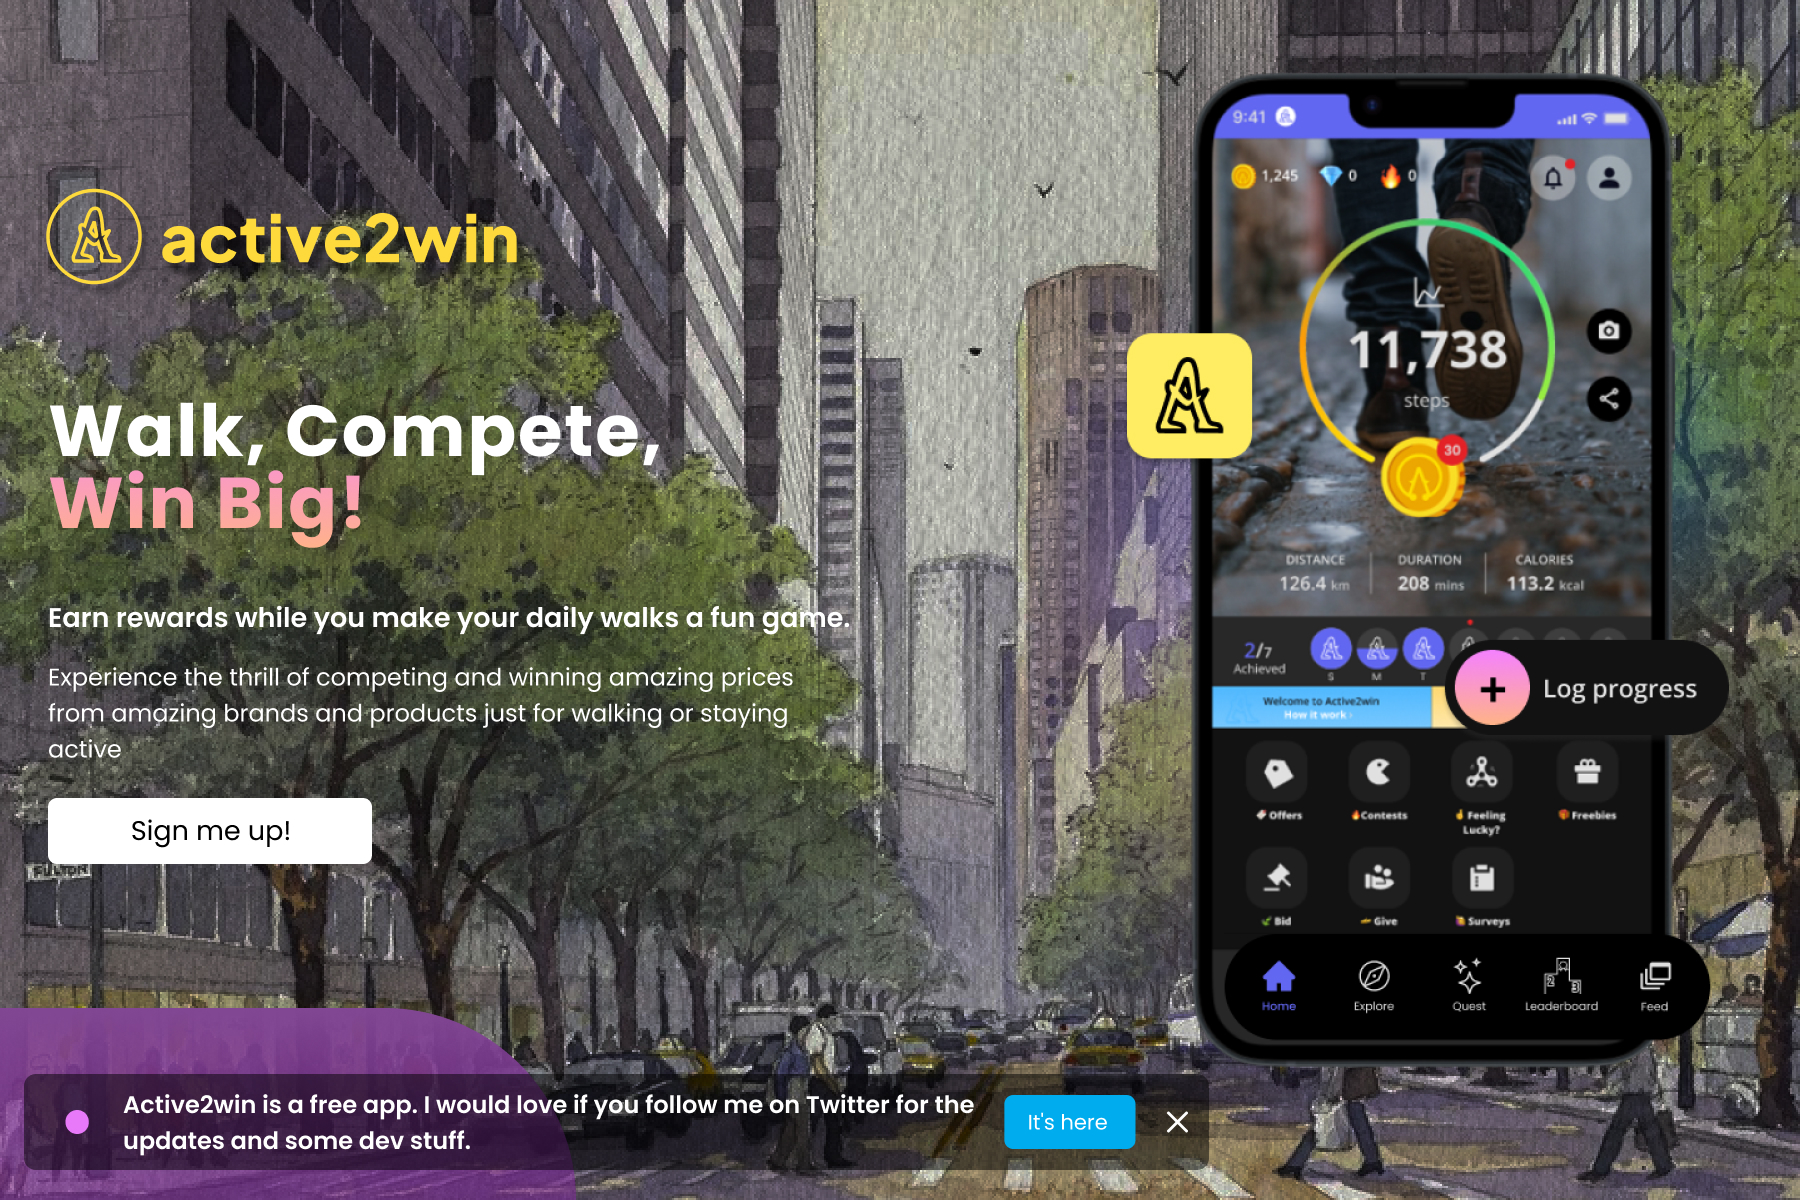 active2win
Walk, Compete,
Win Big!
Earn rewards while you make your daily walks a fun game.
Experience the thrill of competing and winning amazing prices
from amazing brands and products just for walking or staying
active
Sign me up!
FULTON
Active2win is a free app. I would love if you follow me on Twitter for the
updates and some dev stuff.
It's here
9:41
1,245 0 0
11,738
steps
30
DISTANCE DURATION CALORIES
126.4 km 208 mins 113.2 kcal
2/7
Achieved
S M T
Log progress
Welcome to Active2win
How it work ›
Offers Contests Feeling Freebies
Lucky?
Bid Give Surveys
Home Explore Quest Leaderboard Feed